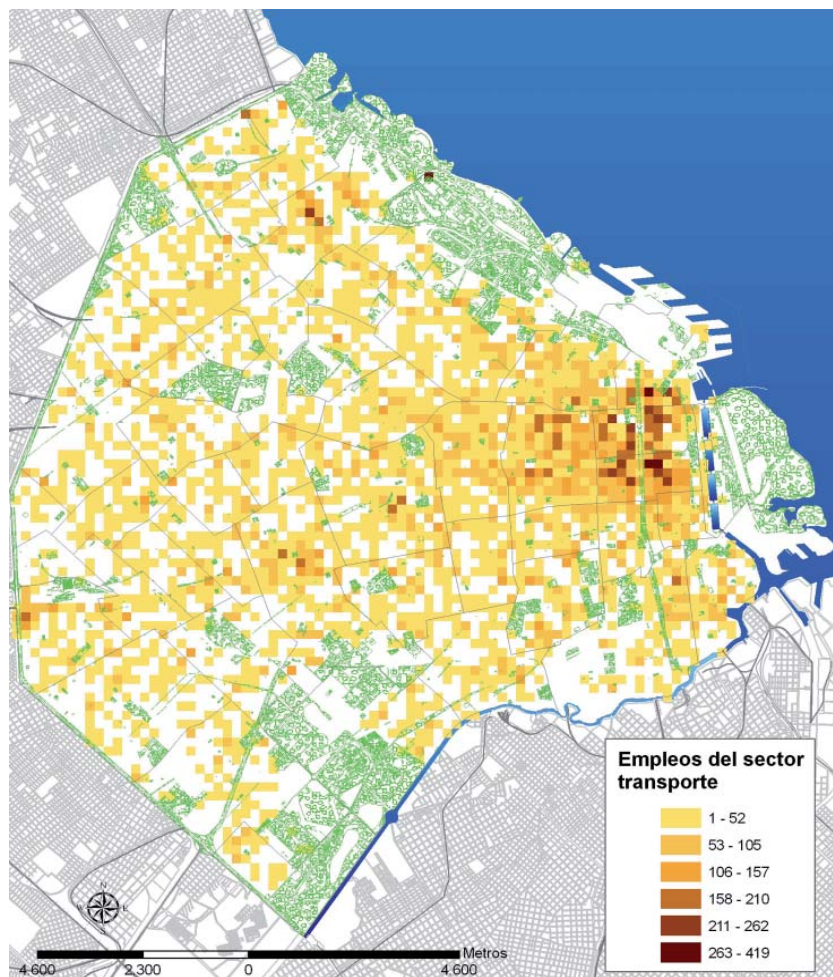 Empleos del sector
transporte
1 - 52
53 - 105
106 - 157
158 - 210
211 - 262
263 - 419
N
E
S
Metros
4.600 2.300 0 4.600